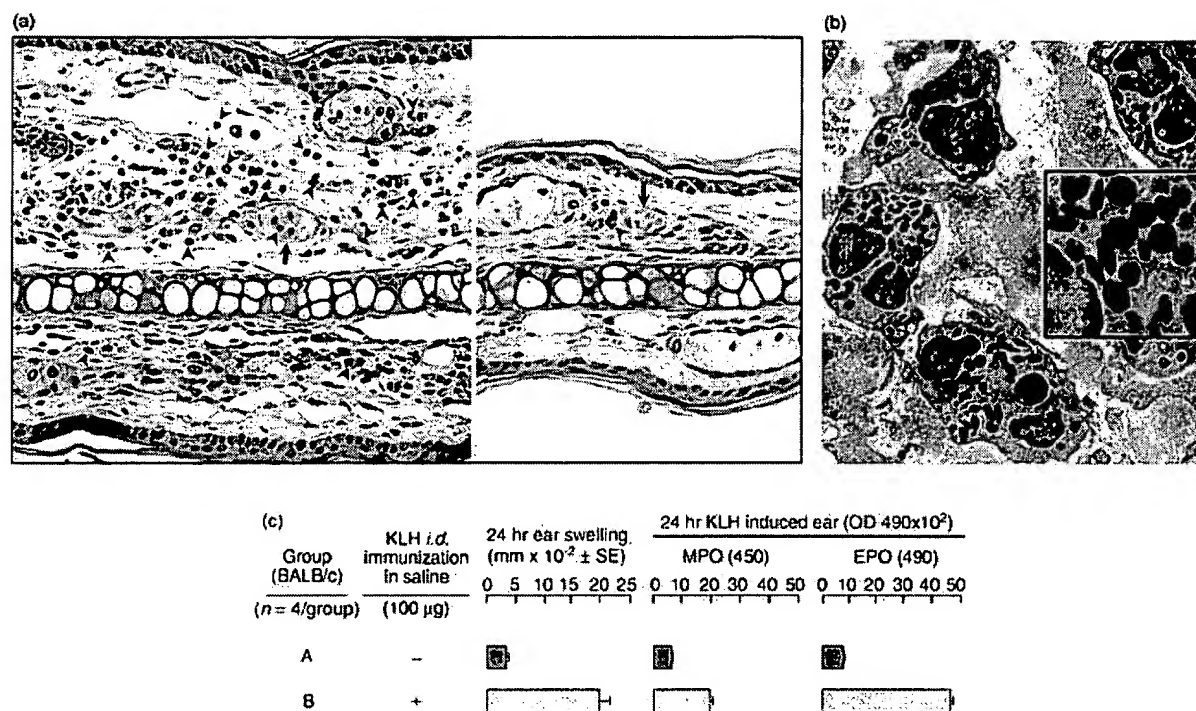 (a)
(b)
(c)
Group
(BALB/c)
(n = 4/group)
KLH i.d.
immunization
in saline
(100 µg)
24 hr ear swelling
(mm x 10⁻² ± SE)
0 5 10 15 20 25
24 hr KLH induced ear (OD 490x10²)
MPO (450)
0 10 20 30 40 50
EPO (490)
0 10 20 30 40 50
A –
B +